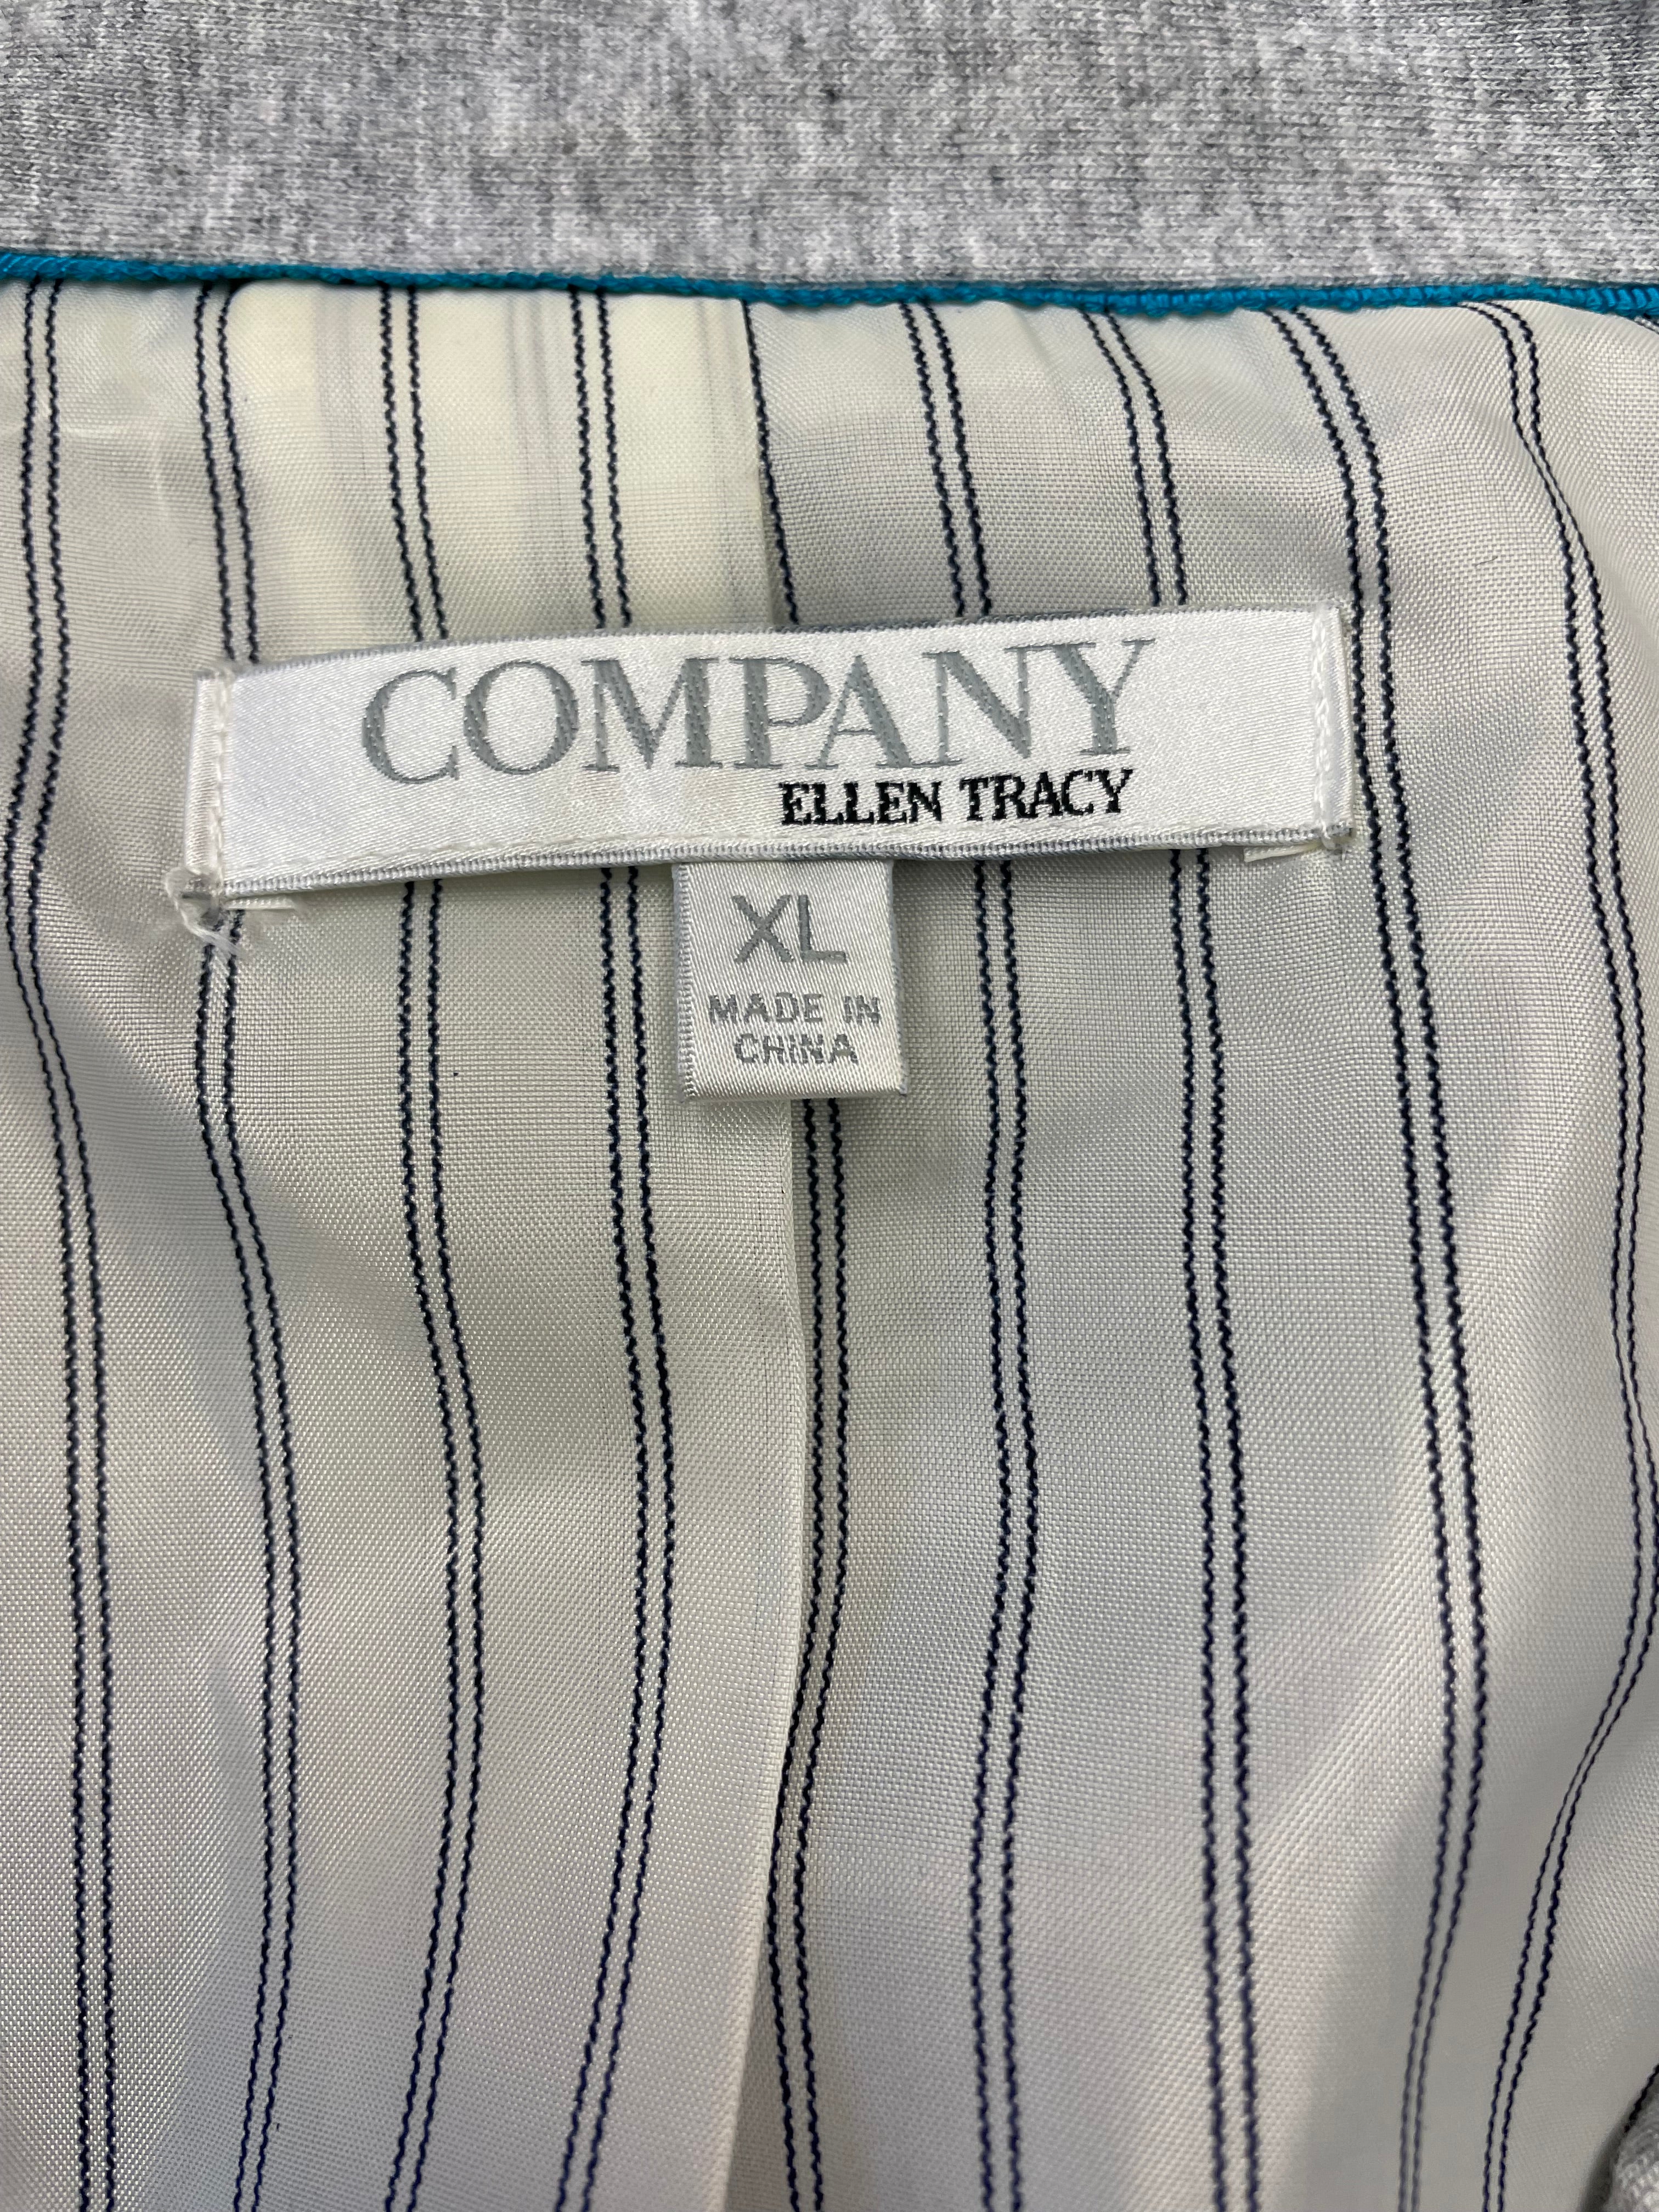 COMPANY
ELLEN TRACY
XL
MADE IN
CHINA